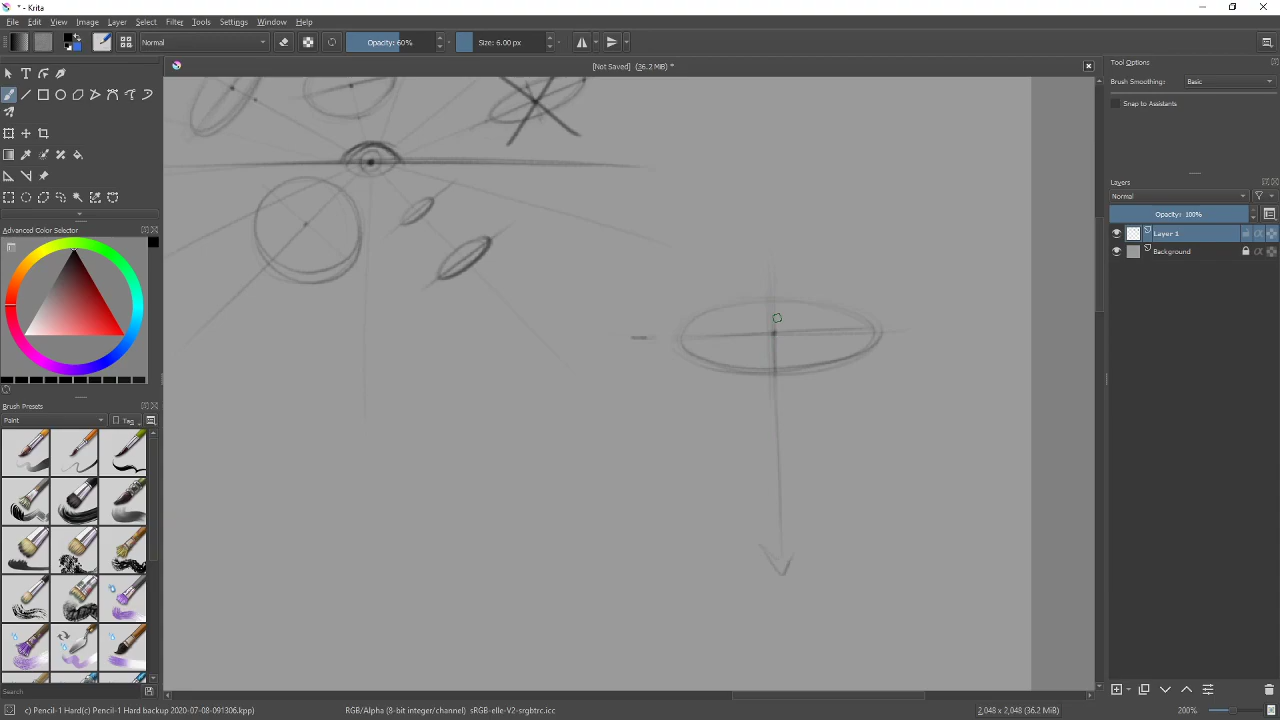 * - Krita
File Edit View Image Layer Select Filter Tools Settings Window Help
Normal Opacity: 60% Size: 6.00 px
[Not Saved] (36.2 MiB) *
Tool Options
Brush Smoothing: Basic
Snap to Assistants
Layers
Normal
Opacity: 100%
Layer 1
Background
Advanced Color Selector
Brush Presets
Paint Tag
Search
c) Pencil-1 Hard(c) Pencil-1 Hard backup 2020-07-08-091306.kpp) RGB/Alpha (8-bit integer/channel) sRGB-elle-V2-srgbtrc.icc 2,048 x 2,048 (36.2 MiB) 200%